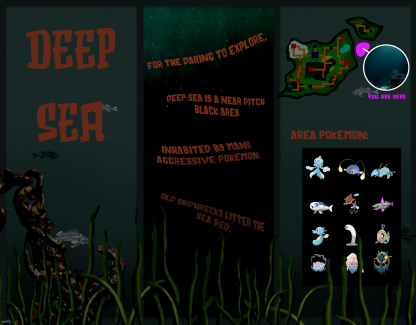 DEEP
SEA
FOR THE DARING TO EXPLORE.
DEEP SEA IS A NEAR PITCH
BLACK AREA
INHABITED BY MANY
AGGRESSIVE POKEMON.
OLD SHIPWRECKS LITTER THE
SEA BED.
YOU ARE HERE
AREA POKEMON: